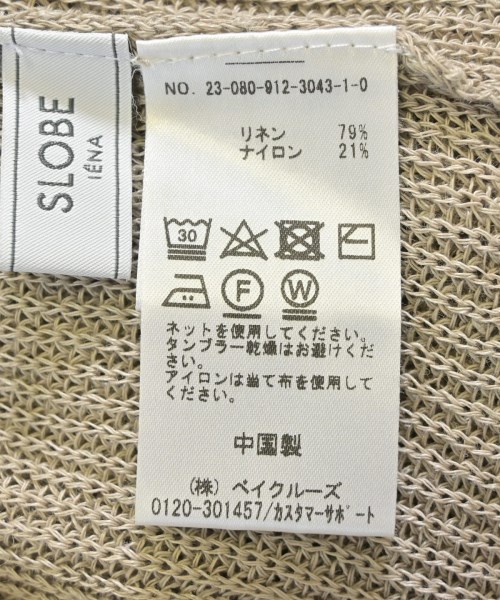 SLOBE
IÉNA
NO. 23-080-912-3043-1-0
リネン 79%
ナイロン 21%
30
F
W
ネットを使用してください。
タンブラー乾燥はお避けくだ
さい。
アイロンは当て布を使用して
ください。
中国製
(株) ベイクルーズ
0120-301457/ｶｽﾀﾏｰｻﾎﾟｰﾄ